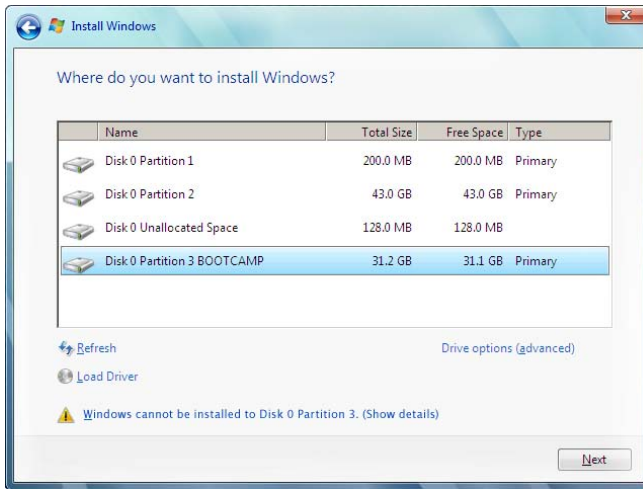 Install Windows
Where do you want to install Windows?
Name Total Size Free Space Type
Disk 0 Partition 1 200.0 MB 200.0 MB Primary
Disk 0 Partition 2 43.0 GB 43.0 GB Primary
Disk 0 Unallocated Space 128.0 MB 128.0 MB
Disk 0 Partition 3 BOOTCAMP 31.2 GB 31.1 GB Primary
Refresh Drive options (advanced)
Load Driver
Windows cannot be installed to Disk 0 Partition 3. (Show details)
Next